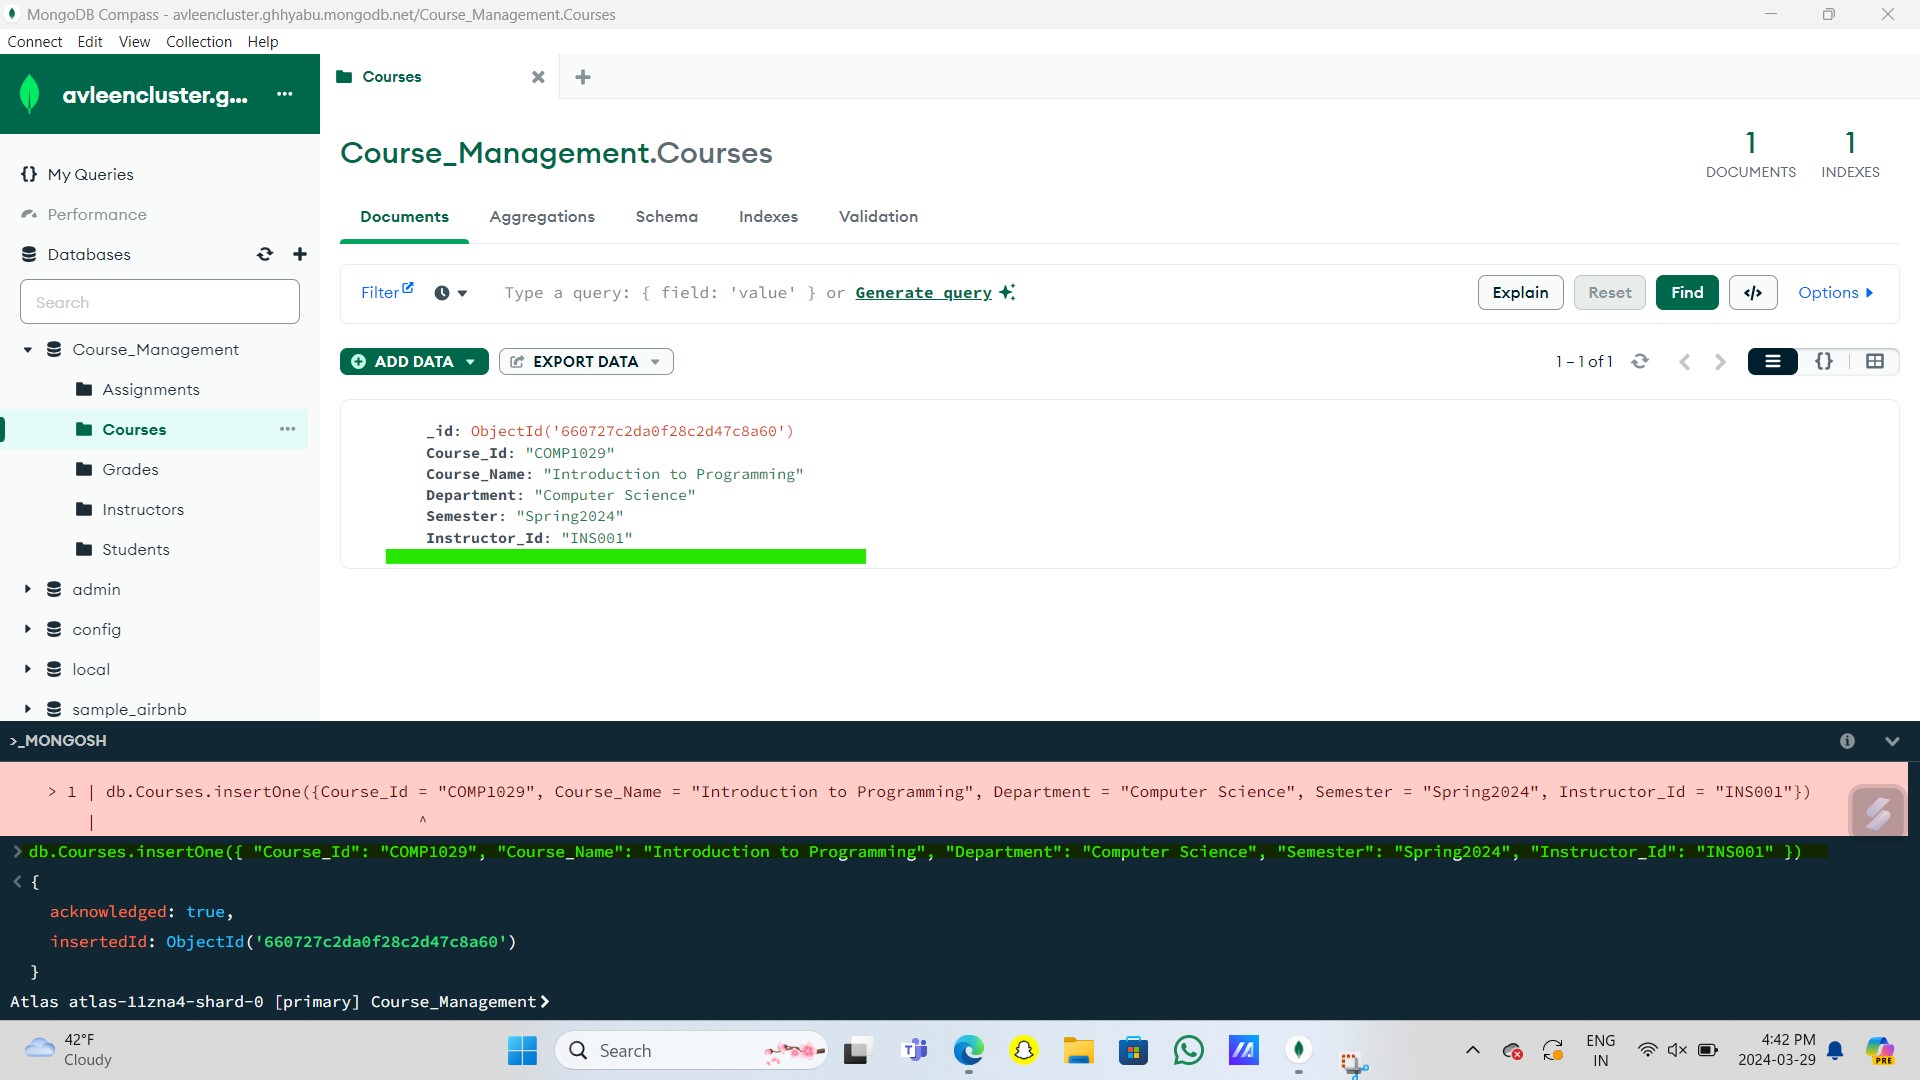 MongoDB Compass - avleencluster.ghhyabu.mongodb.net/Course_Management.Courses
Connect Edit View Collection Help
avleencluster.g...
Courses
My Queries
Performance
Databases
Search
Course_Management
Assignments
Courses
Grades
Instructors
Students
admin
config
local
sample_airbnb
Course_Management.Courses
1 DOCUMENTS
1 INDEXES
Documents Aggregations Schema Indexes Validation
Filter Type a query: { field: 'value' } or Generate query Explain Reset Find </> Options
ADD DATA EXPORT DATA 1 – 1 of 1 {}
_id: ObjectId('660727c2da0f28c2d47c8a60')
Course_Id: "COMP1029"
Course_Name: "Introduction to Programming"
Department: "Computer Science"
Semester: "Spring2024"
Instructor_Id: "INS001"
>_MONGOSH
> 1 | db.Courses.insertOne({Course_Id = "COMP1029", Course_Name = "Introduction to Programming", Department = "Computer Science", Semester = "Spring2024", Instructor_Id = "INS001"})
| ^
> db.Courses.insertOne({ "Course_Id": "COMP1029", "Course_Name": "Introduction to Programming", "Department": "Computer Science", "Semester": "Spring2024", "Instructor_Id": "INS001" })
< {
acknowledged: true,
insertedId: ObjectId('660727c2da0f28c2d47c8a60')
}
Atlas atlas-11zna4-shard-0 [primary] Course_Management>
42°F
Cloudy
Search
ENG
IN
4:42 PM
2024-03-29
PRE